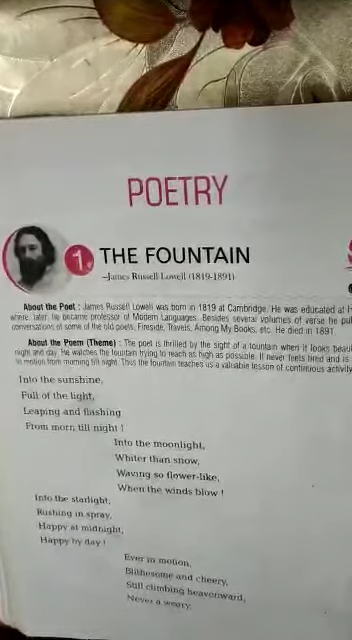 POETRY
1. THE FOUNTAIN
–James Russell Lowell (1819-1891)
About the Poet : James Russell Lowell was born in 1819 at Cambridge. He was educated at
where, later, he became professor of Modern Languages. Besides several volumes of verse he
conversations of some of the old poets, Fireside, Travels, Among My Books, etc. He died in 1891.
About the Poem (Theme) : The poet is thrilled by the sight of a fountain when it looks
night and day. He watches the fountain trying to reach as high as possible. It never feels tired and is
in motion from morning till night. Thus the fountain teaches us a valuable lesson of continuous
Into the sunshine,
Full of the light,
Leaping and flashing
From morn till night !
Into the moonlight,
Whiter than snow,
Waving so flower-like,
When the winds blow !
Into the starlight,
Rushing in spray,
Happy at midnight,
Happy by day !
Ever in motion,
Blithesome and cheery,
Still climbing heavenward,
Never a weary.